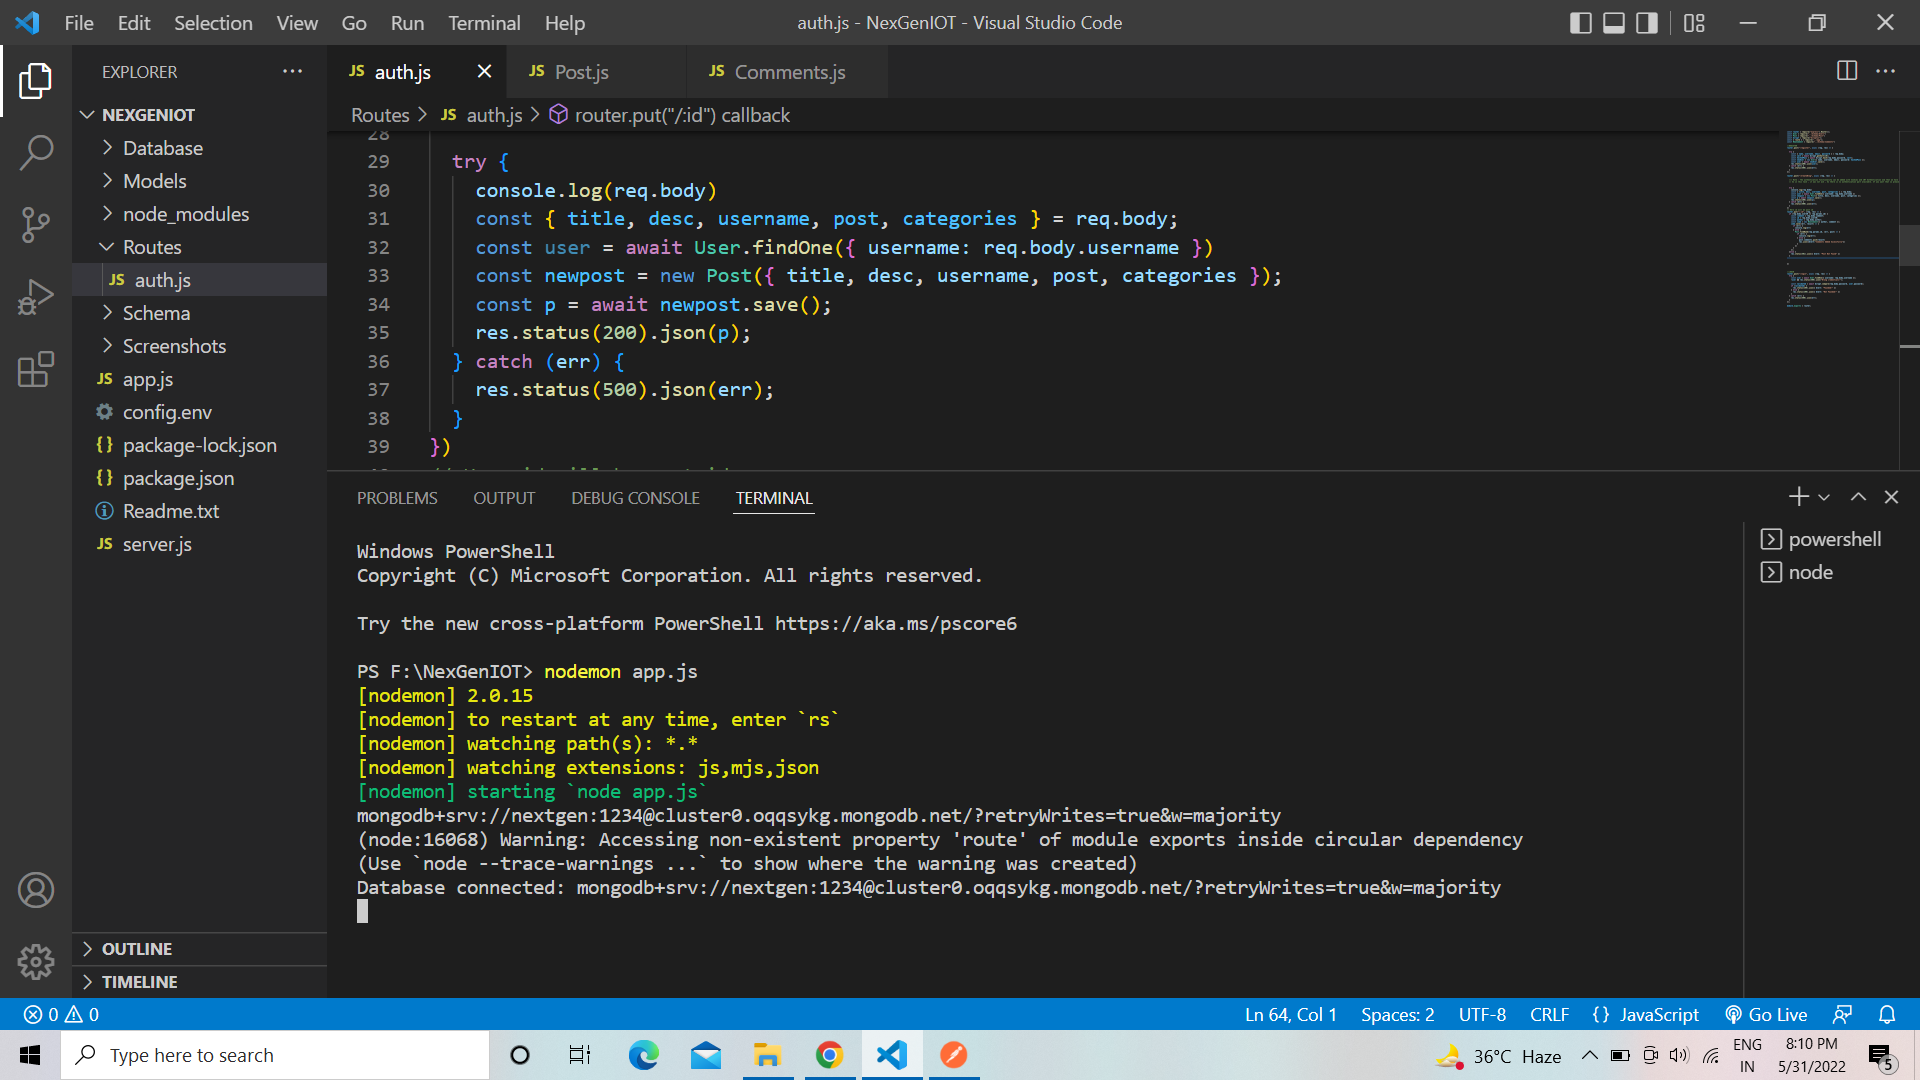 File Edit Selection View Go Run Terminal Help
auth.js - NexGenIOT - Visual Studio Code
EXPLORER
NEXGENIOT
Database
Models
node_modules
Routes
JS auth.js
Schema
Screenshots
JS app.js
config.env
{} package-lock.json
{} package.json
Readme.txt
JS server.js
OUTLINE
TIMELINE
JS auth.js
JS Post.js
JS Comments.js
Routes > JS auth.js > router.put("/:id") callback
28
29 try {
30 console.log(req.body)
31 const { title, desc, username, post, categories } = req.body;
32 const user = await User.findOne({ username: req.body.username })
33 const newpost = new Post({ title, desc, username, post, categories });
34 const p = await newpost.save();
35 res.status(200).json(p);
36 } catch (err) {
37 res.status(500).json(err);
38 }
39 })
PROBLEMS OUTPUT DEBUG CONSOLE TERMINAL
Windows PowerShell
Copyright (C) Microsoft Corporation. All rights reserved.
Try the new cross-platform PowerShell https://aka.ms/pscore6
PS F:\NexGenIOT> nodemon app.js
[nodemon] 2.0.15
[nodemon] to restart at any time, enter `rs`
[nodemon] watching path(s): *.*
[nodemon] watching extensions: js,mjs,json
[nodemon] starting `node app.js`
mongodb+srv://nextgen:1234@cluster0.oqqsykg.mongodb.net/?retryWrites=true&w=majority
(node:16068) Warning: Accessing non-existent property 'route' of module exports inside circular dependency
(Use `node --trace-warnings ...` to show where the warning was created)
Database connected: mongodb+srv://nextgen:1234@cluster0.oqqsykg.mongodb.net/?retryWrites=true&w=majority
powershell
node
0 0
Ln 64, Col 1 Spaces: 2 UTF-8 CRLF {} JavaScript Go Live
Type here to search
36°C Haze
ENG
IN
8:10 PM
5/31/2022
5